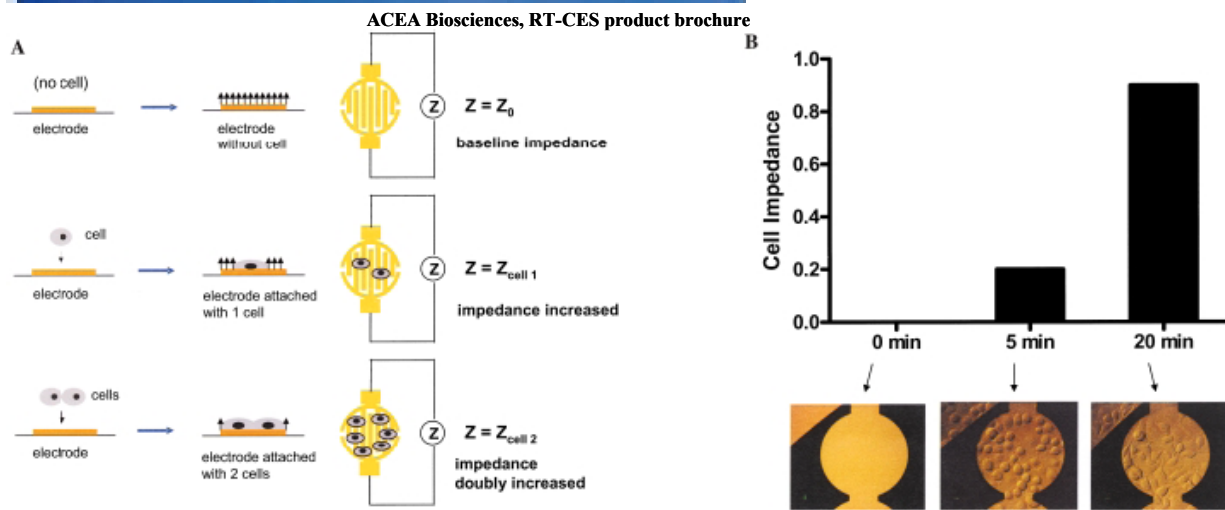 ACEA Biosciences, RT-CES product brochure
A
(no cell)
electrode
electrode
without cell
Z
Z = Z0
baseline impedance
cell
electrode
electrode attached
with 1 cell
Z
Z = Zcell 1
impedance increased
cells
electrode
electrode attached
with 2 cells
Z
Z = Zcell 2
impedance
doubly increased
B
Cell Impedance
1.0
0.8
0.6
0.4
0.2
0.0
0 min
5 min
20 min